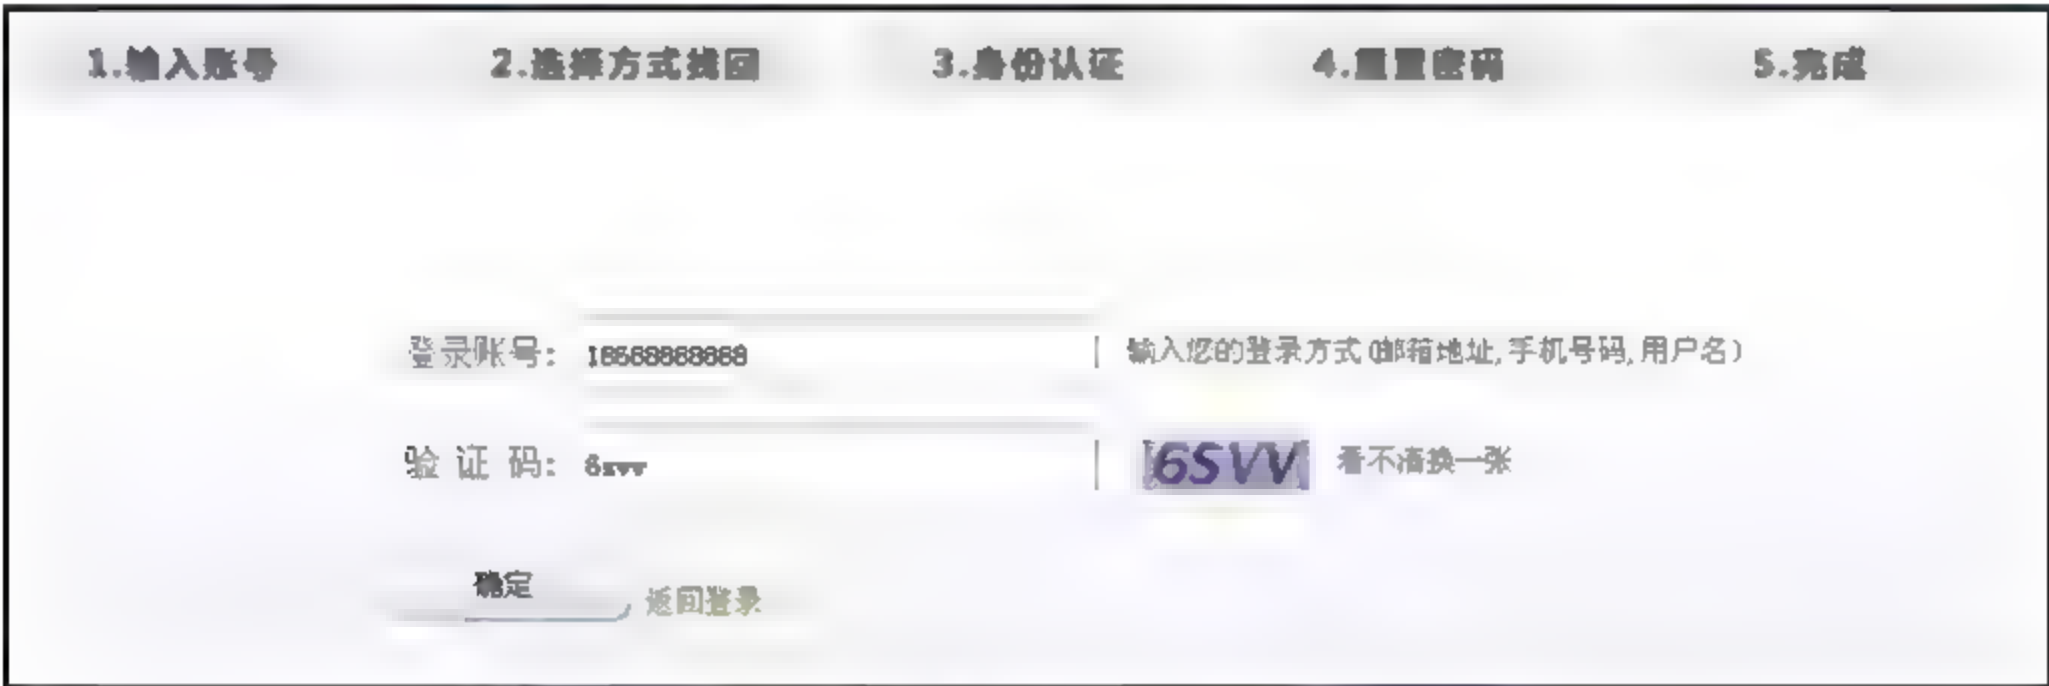 1.输入账号 2.选择方式找回 3.身份认证 4.重置密码 5.完成
登录账号: 输入您的登录方式(邮箱地址,手机号码,用户名)
验 证 码: 6svv 6SVV 看不清换一张
确定 返回登录